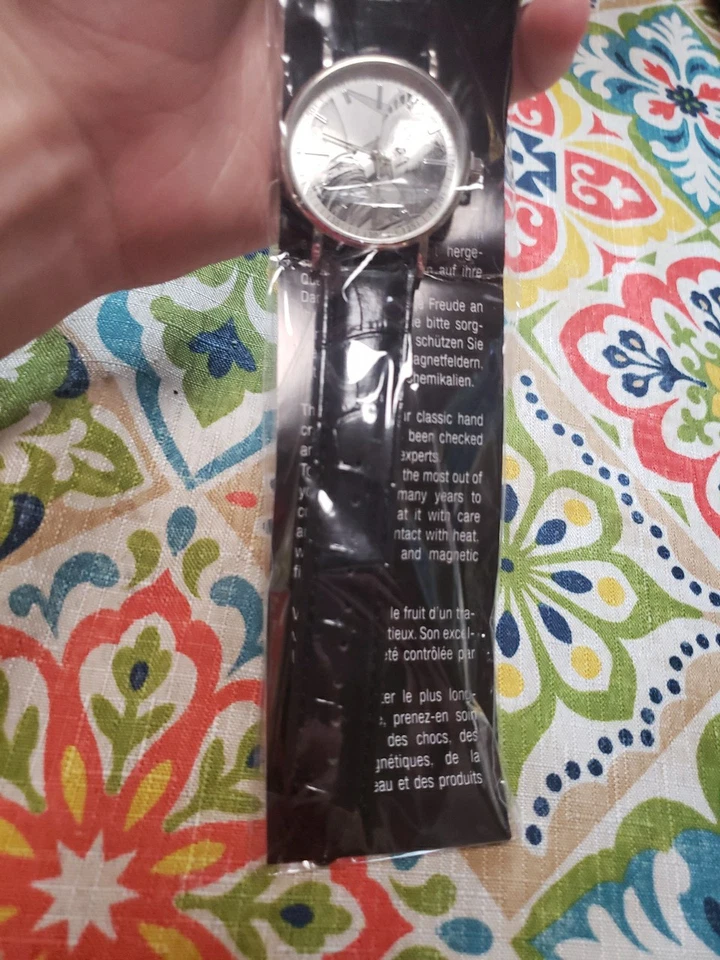 herge-
auf ihre
Freude an
bitte sorg-
schützen Sie
agnetfeldern,
hemikalien.
classic hand
been checked
experts.
the most out of
many years to
at it with care
ntact with heat,
and magnetic
le fruit d'un tra-
tieux. Son excel-
été contrôlée par
er le plus long-
, prenez-en soin
des chocs, des
gnétiques, de la
eau et des produits